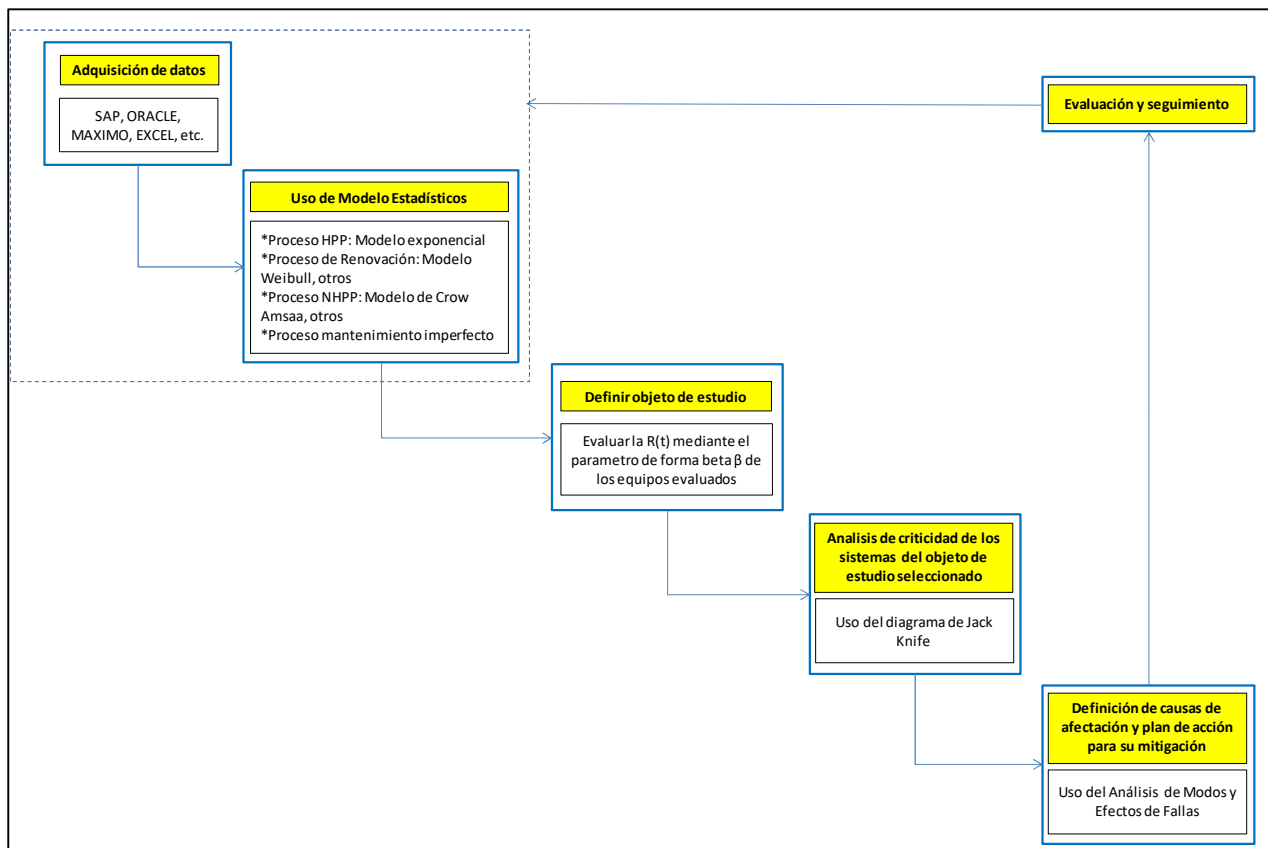 Adquisición de datos
SAP, ORACLE,
MAXIMO, EXCEL, etc.
Uso de Modelo Estadísticos
*Proceso HPP: Modelo exponencial
*Proceso de Renovación: Modelo
Weibull, otros
*Proceso NHPP: Modelo de Crow
Amsaa, otros
*Proceso mantenimiento imperfecto
Definir objeto de estudio
Evaluar la R(t) mediante el
parametro de forma beta β de
los equipos evaluados
Analisis de criticidad de los
sistemas del objeto de
estudio seleccionado
Uso del diagrama de Jack
Knife
Definición de causas de
afectación y plan de acción
para su mitigación
Uso del Análisis de Modos y
Efectos de Fallas
Evaluación y seguimiento